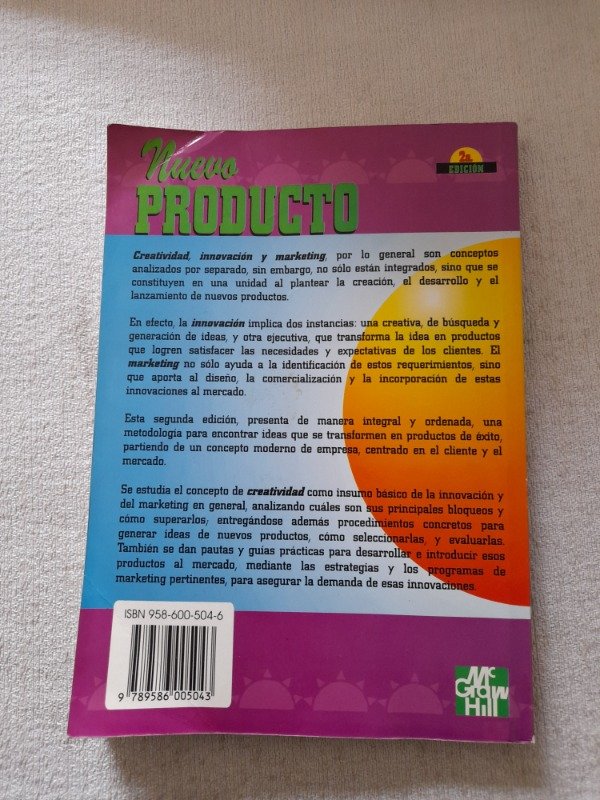 Nuevo
PRODUCTO
2a.
EDICIÓN
Creatividad, innovación y marketing, por lo general son conceptos
analizados por separado, sin embargo, no sólo están integrados, sino que se
constituyen en una unidad al plantear la creación, el desarrollo y el
lanzamiento de nuevos productos.
En efecto, la innovación implica dos instancias: una creativa, de búsqueda y
generación de ideas, y otra ejecutiva, que transforma la idea en productos
que logren satisfacer las necesidades y expectativas de los clientes. El
marketing no sólo ayuda a la identificación de estos requerimientos, sino
que aporta al diseño, la comercialización y la incorporación de estas
innovaciones al mercado.
Esta segunda edición, presenta de manera integral y ordenada, una
metodología para encontrar ideas que se transformen en productos de éxito,
partiendo de un concepto moderno de empresa, centrado en el cliente y el
mercado.
Se estudia el concepto de creatividad como insumo básico de la innovación y
del marketing en general, analizando cuáles son sus principales bloqueos y
cómo superarlos; entregándose además procedimientos concretos para
generar ideas de nuevos productos, cómo seleccionarlas, y evaluarlas.
También se dan pautas y guías prácticas para desarrollar e introducir esos
productos al mercado, mediante las estrategias y los programas de
marketing pertinentes, para asegurar la demanda de esas innovaciones.
ISBN 958-600-504-6
9 789586 005043
Mc
Graw
Hill